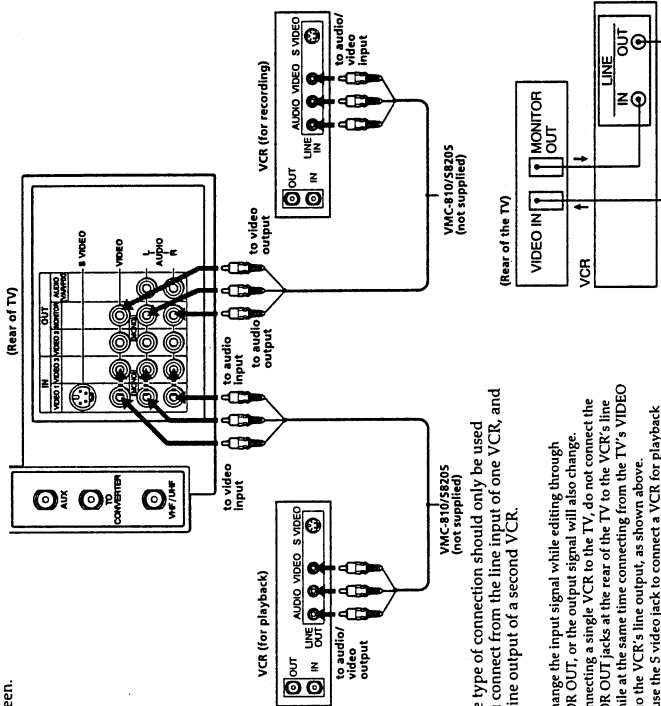 een.
(Rear of TV)
AUX
TO CONVERTER
VHF/UHF
IN
OUT
VIDEO 1
VIDEO 2
VIDEO 3
MONITOR
AUDIO
S VIDEO
VIDEO
(MONO)
(MONO)
L
AUDIO
R
to video input
to audio input
to audio output
to video output
VCR (for playback)
OUT
IN
LINE OUT
AUDIO VIDEO S VIDEO
to audio/ video output
VMC-810/S820S (not supplied)
VCR (for recording)
OUT
IN
LINE IN
AUDIO VIDEO S VIDEO
to audio/ video input
VMC-810/S820S (not supplied)
e type of connection should only be used
connect from the line input of one VCR, and
ine output of a second VCR.
ange the input signal while editing through
OR OUT, or the output signal will also change.
nnecting a single VCR to the TV, do not connect the
OR OUT jacks at the rear of the TV to the VCR's line
hile at the same time connecting from the TV's VIDEO
o the VCR's line output, as shown above.
use the S video jack to connect a VCR for playback
(Rear of the TV)
VIDEO IN
MONITOR OUT
VCR
LINE
IN
OUT